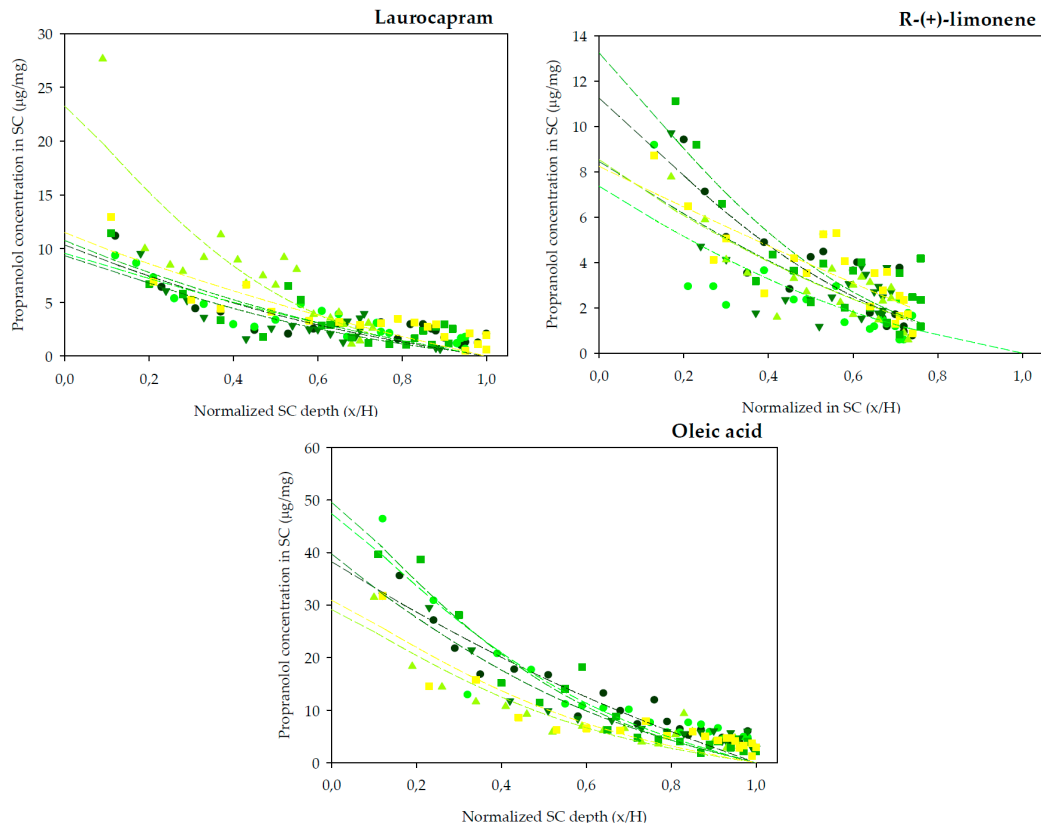 Laurocapram
Popranolol concentration in SC (µg/mg)
30
25
20
15
10
5
0
0,0 0,2 0,4 0,6 0,8 1,0
Normalized SC depth (x/H)
R-(+)-limonene
Propranolol concentration in SC (µg/mg)
14
12
10
8
6
4
2
0
0,0 0,2 0,4 0,6 0,8 1,0
Normalized in SC (x/H)
Oleic acid
Propranolol concentration in SC (µg/mg)
60
50
40
30
20
10
0
0,0 0,2 0,4 0,6 0,8 1,0
Normalized SC depth (x/H)